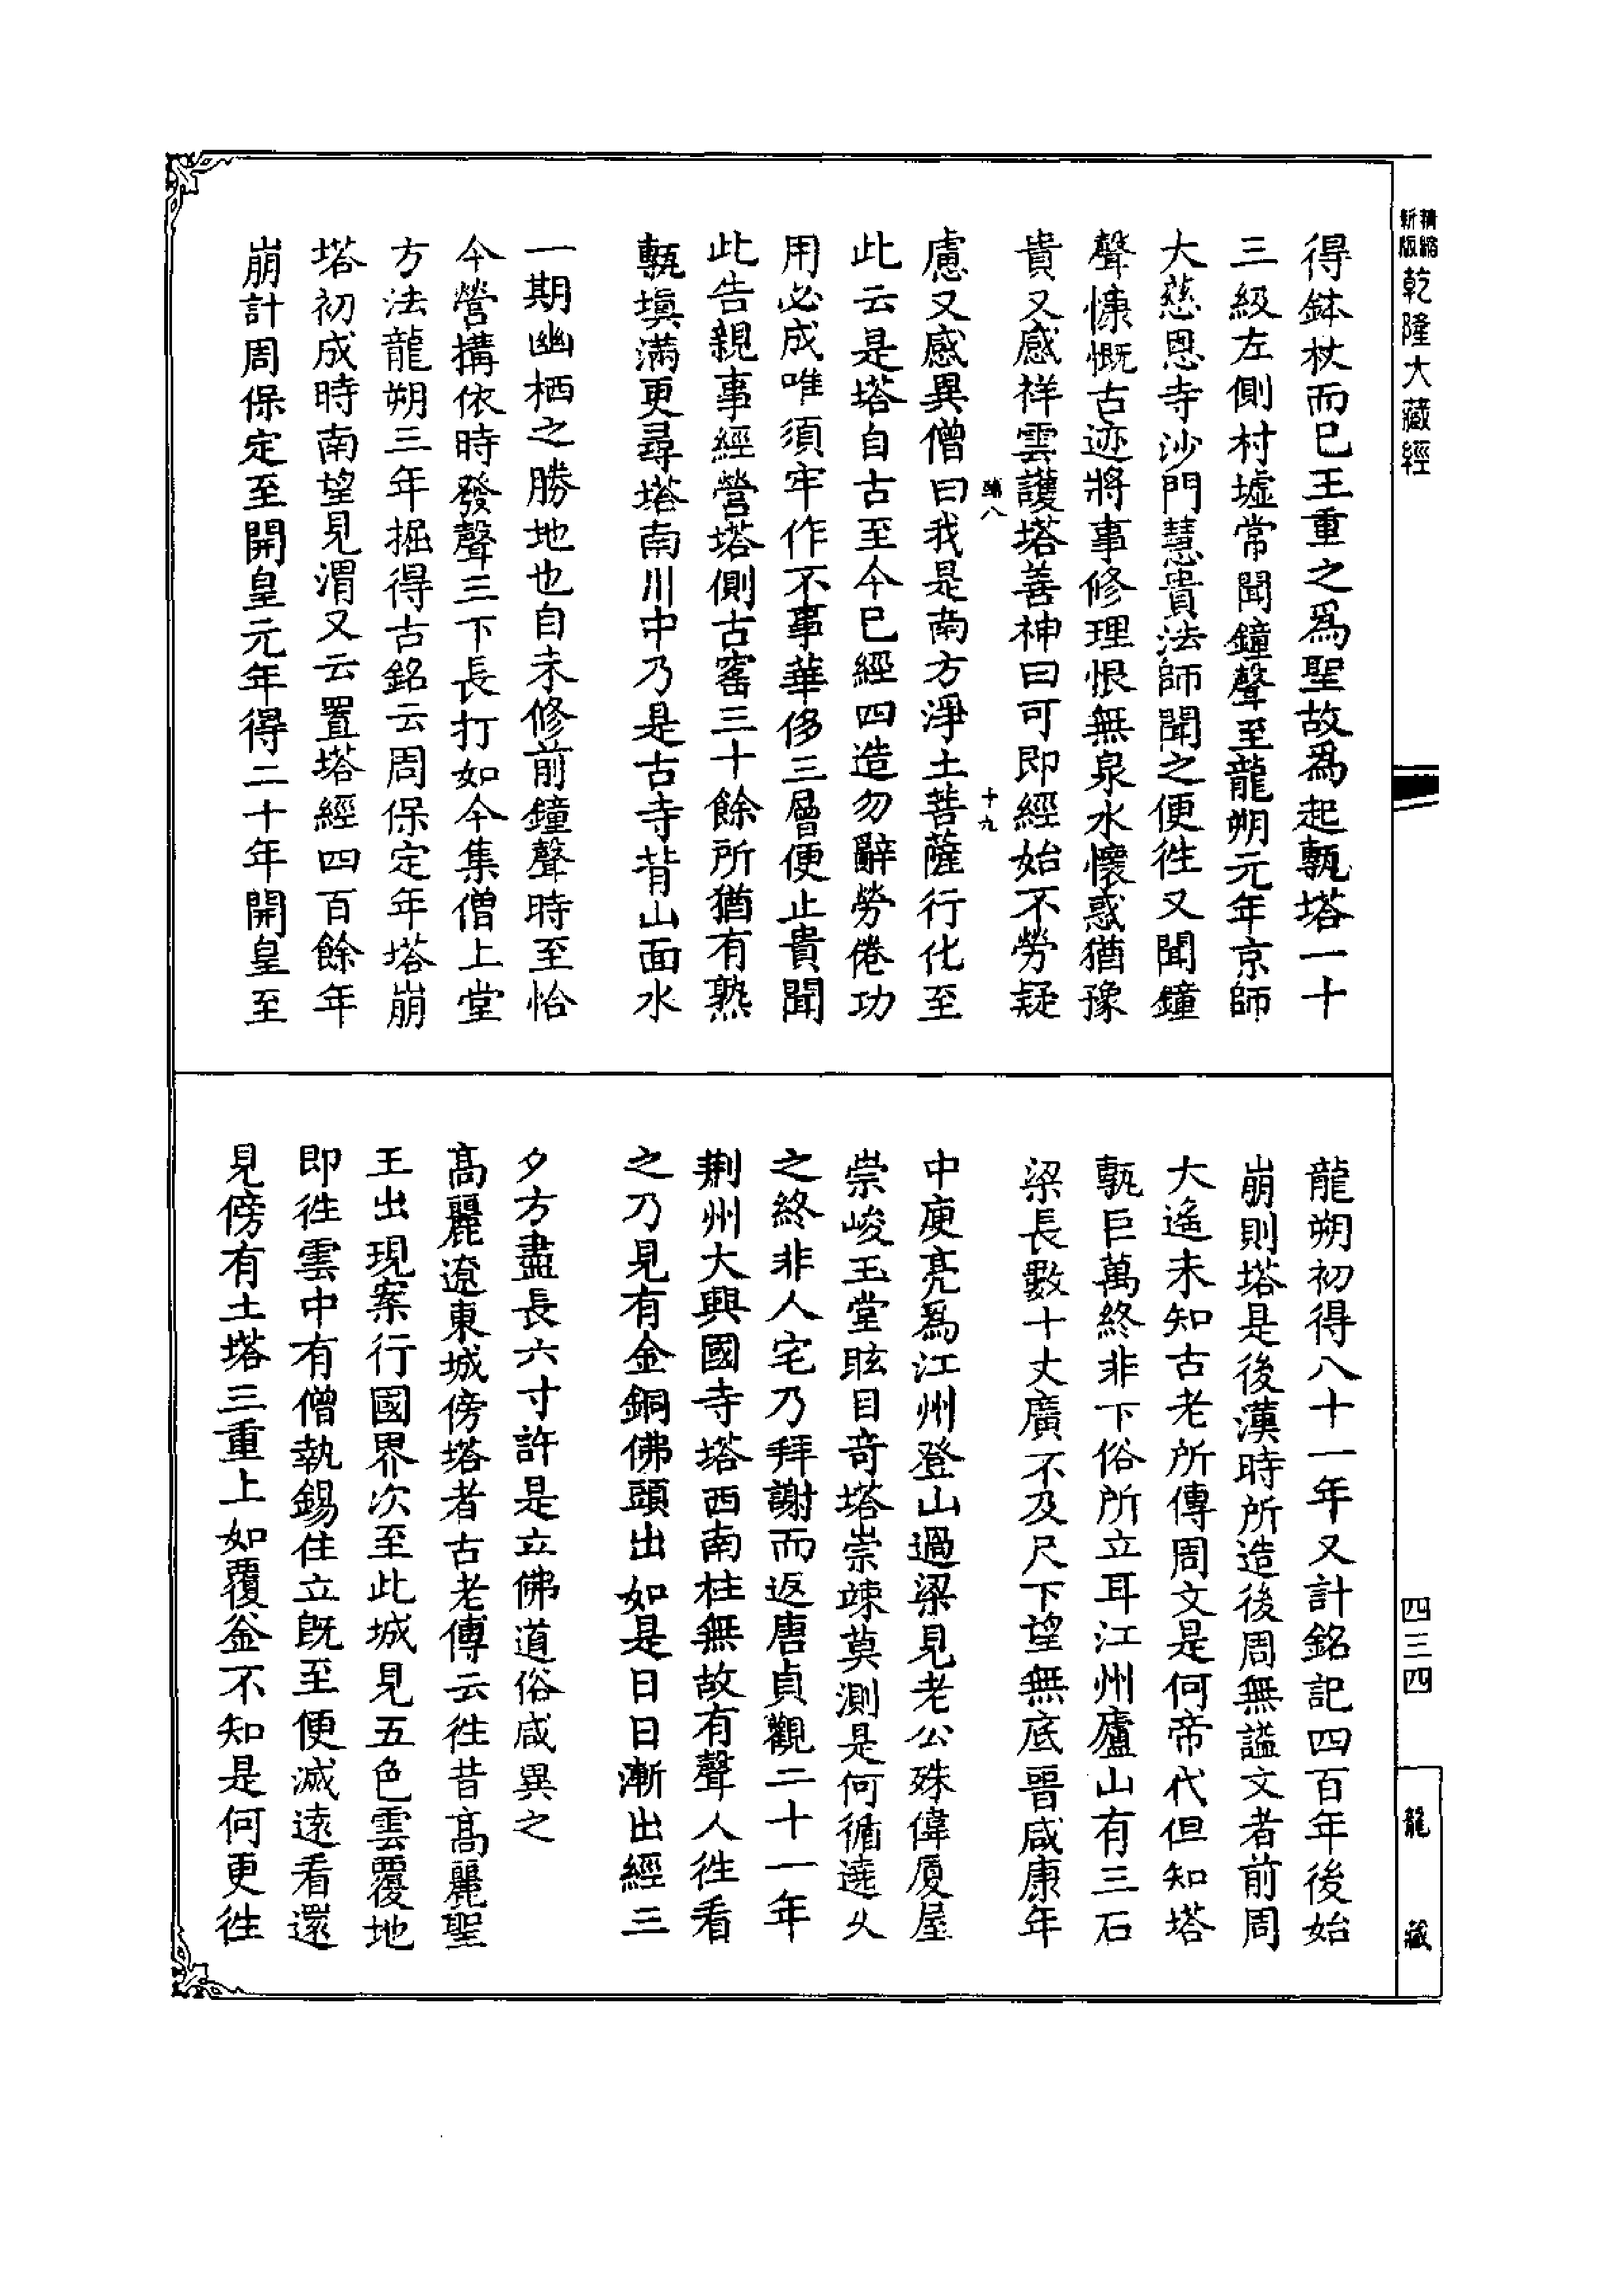 精縮
新版
乾隆大藏經
得鉢杖而已王重之爲聖故爲起甎塔一十
三級左側村墟常聞鐘聲至龍朔元年京師
大慈恩寺沙門慧貴法師聞之便往又聞鐘
聲慷慨古迹將事修理恨無泉水懷惑猶豫
貴又感祥雲護塔善神曰可即經始不勞疑
十九
慮又感異僧曰我是南方淨土菩薩行化至
此云是塔自古至今已經四造勿辭勞倦功
用必成唯須牢作不事華侈三層便止貴聞
此告親事經營塔側古窰三十餘所猶有熟
甎塡滿更尋塔南川中乃是古寺背山面水
一期幽栖之勝地也自未修前鐘聲時至恰
今營搆依時發聲三下長打如今集僧上堂
方法龍朔三年掘得古銘云周保定年塔崩
塔初成時南望見渭又云置塔經四百餘年
崩計周保定至開皇元年得二十年開皇至
龍朔初得八十一年又計銘記四百年後始
崩則塔是後漢時所造後周無謚文者前周
大遙未知古老所傳周文是何帝代但知塔
甎巨萬終非下俗所立耳江州廬山有三石
梁長數十丈廣不及尺下望無底晉咸康年
中庾亮爲江州登山過梁見老公殊偉厦屋
崇峻玉堂眩目奇塔崇竦莫測是何循遶久
之終非人宅乃拜謝而返唐貞觀二十一年
荆州大興國寺塔西南柱無故有聲人往看
之乃見有金銅佛頭出如是日日漸出經三
夕方盡長六寸許是立佛道俗咸異之
高麗遼東城傍塔者古老傳云往昔高麗聖
王出現案行國界次至此城見五色雲覆地
即往雲中有僧執錫住立旣至便滅遠看還
見傍有土塔三重上如覆釜不知是何更往
四三四
龍藏